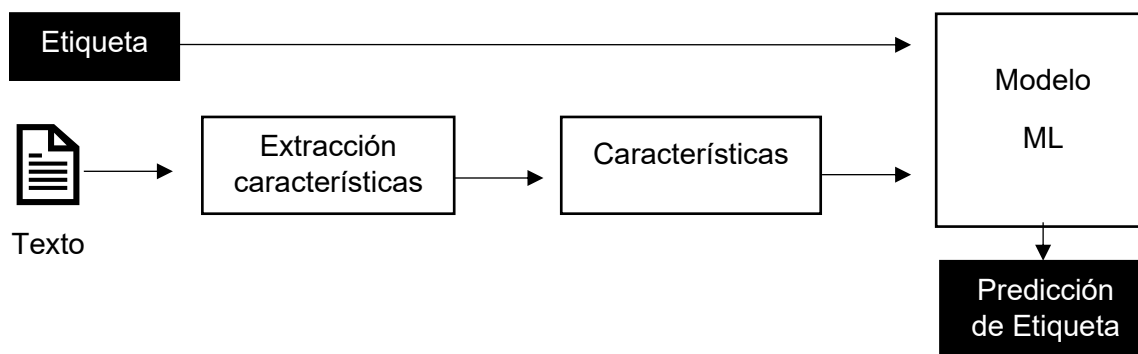 Etiqueta
Modelo
ML
Extracción
características
Características
Texto
Predicción
de Etiqueta